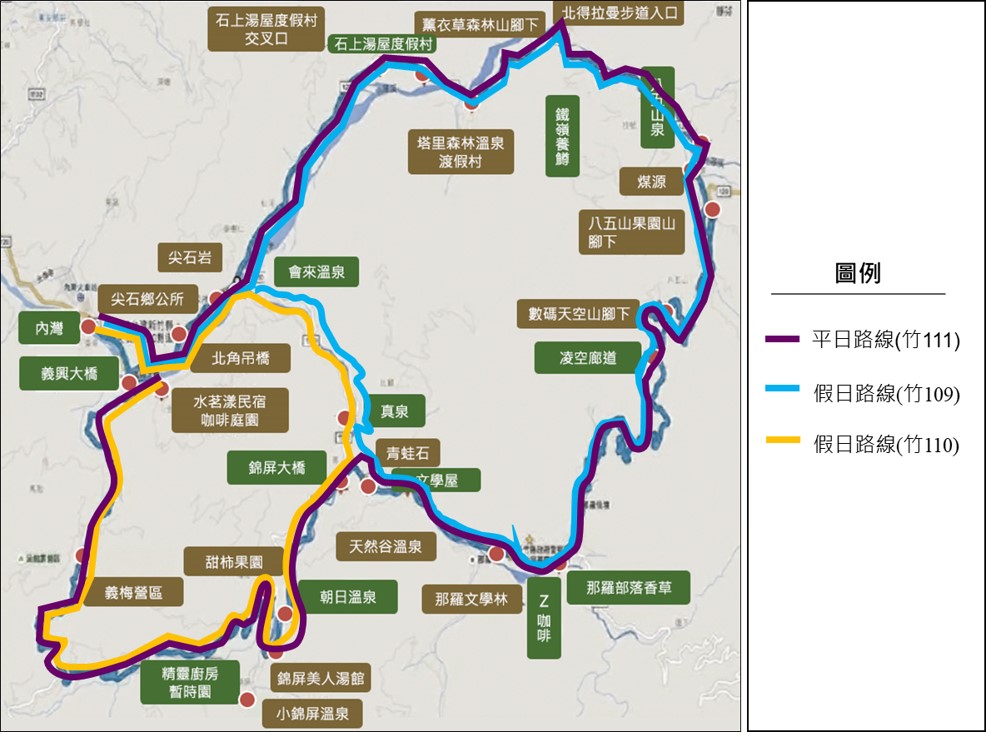 石上湯屋度假村
交叉口
石上湯屋度假村
薰衣草森林山腳下
北得拉曼步道入口
八五山泉
鐵嶺養鱒
塔里森林溫泉
渡假村
煤源
八五山果園山
腳下
尖石岩
會來溫泉
尖石鄉公所
內灣
數碼天空山腳下
北角吊橋
凌空廊道
義興大橋
水茗漾民宿
咖啡庭園
真泉
青蛙石
錦屏大橋
文學屋
天然谷溫泉
甜柿果園
義梅營區
朝日溫泉
那羅文學林
Z咖啡
那羅部落香草
精靈廚房
暫時園
錦屏美人湯館
小錦屏溫泉
圖例
平日路線(竹111)
假日路線(竹109)
假日路線(竹110)